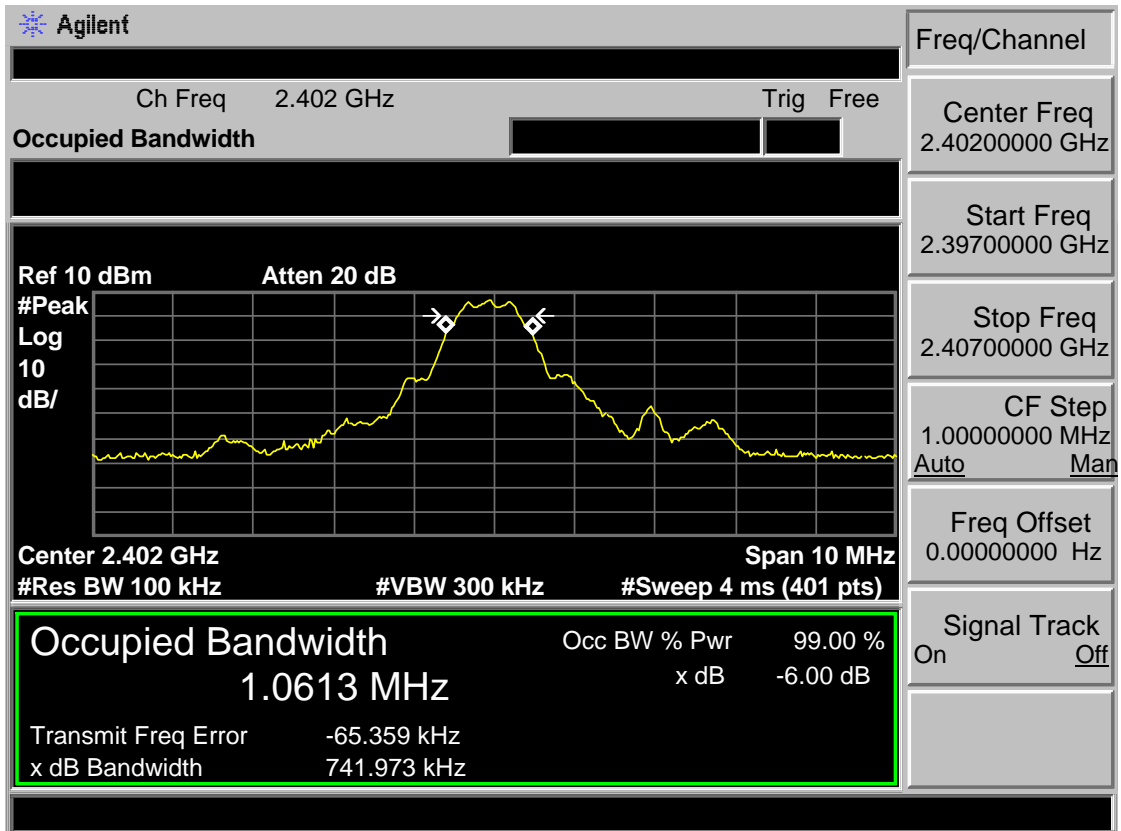 Agilent
Ch Freq 2.402 GHz Trig Free
Occupied Bandwidth
Ref 10 dBm Atten 20 dB
#Peak
Log
10
dB/
Center 2.402 GHz Span 10 MHz
#Res BW 100 kHz #VBW 300 kHz #Sweep 4 ms (401 pts)
Occupied Bandwidth Occ BW % Pwr 99.00 %
1.0613 MHz x dB -6.00 dB
Transmit Freq Error -65.359 kHz
x dB Bandwidth 741.973 kHz
Freq/Channel
Center Freq
2.40200000 GHz
Start Freq
2.39700000 GHz
Stop Freq
2.40700000 GHz
CF Step
1.00000000 MHz
Auto Man
Freq Offset
0.00000000 Hz
Signal Track
On Off